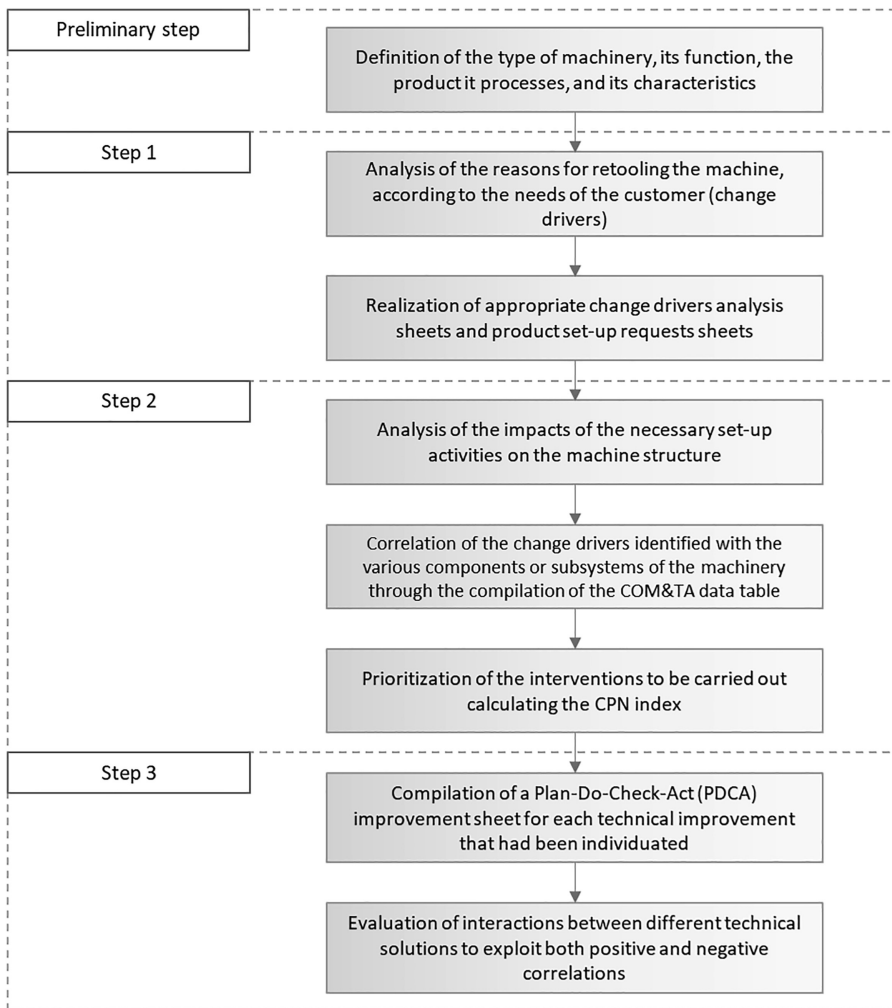 Preliminary step
Definition of the type of machinery, its function, the
product it processes, and its characteristics
Step 1
Analysis of the reasons for retooling the machine,
according to the needs of the customer (change
drivers)
Realization of appropriate change drivers analysis
sheets and product set-up requests sheets
Step 2
Analysis of the impacts of the necessary set-up
activities on the machine structure
Correlation of the change drivers identified with the
various components or subsystems of the machinery
through the compilation of the COM&TA data table
Prioritization of the interventions to be carried out
calculating the CPN index
Step 3
Compilation of a Plan-Do-Check-Act (PDCA)
improvement sheet for each technical improvement
that had been individuated
Evaluation of interactions between different technical
solutions to exploit both positive and negative
correlations